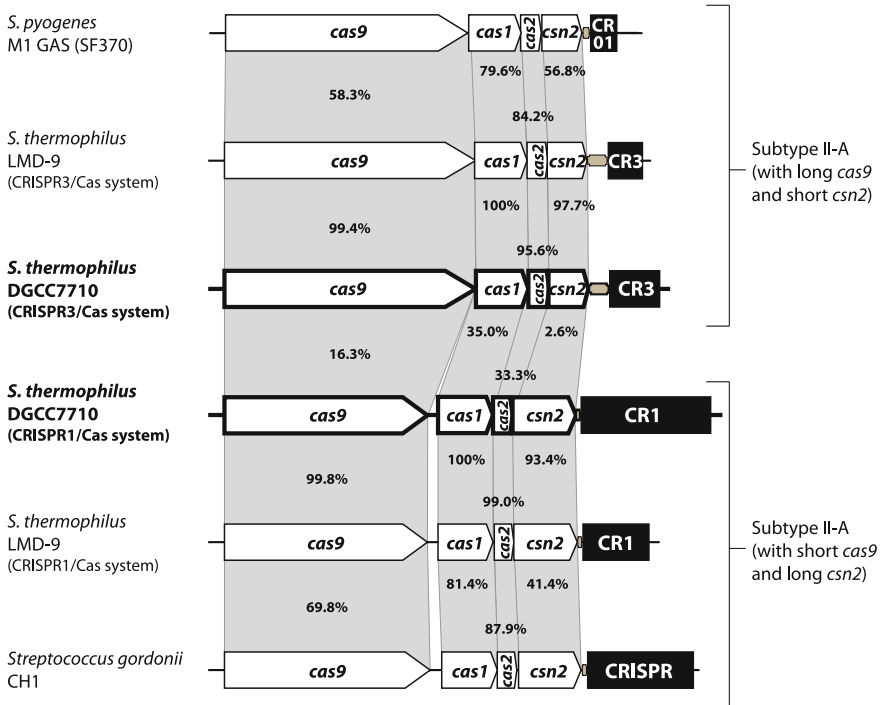 S. pyogenes
M1 GAS (SF370)
cas9
cas1
cas2
csn2
CR
01
58.3%
79.6%
84.2%
56.8%
S. thermophilus
LMD-9
(CRISPR3/Cas system)
cas9
cas1
cas2
csn2
CR3
Subtype II-A
(with long cas9
and short csn2)
99.4%
100%
95.6%
97.7%
S. thermophilus
DGCC7710
(CRISPR3/Cas system)
cas9
cas1
cas2
csn2
CR3
16.3%
35.0%
33.3%
2.6%
S. thermophilus
DGCC7710
(CRISPR1/Cas system)
cas9
cas1
cas2
csn2
CR1
99.8%
100%
99.0%
93.4%
S. thermophilus
LMD-9
(CRISPR1/Cas system)
cas9
cas1
cas2
csn2
CR1
Subtype II-A
(with short cas9
and long csn2)
69.8%
81.4%
87.9%
41.4%
Streptococcus gordonii
CH1
cas9
cas1
cas2
csn2
CRISPR